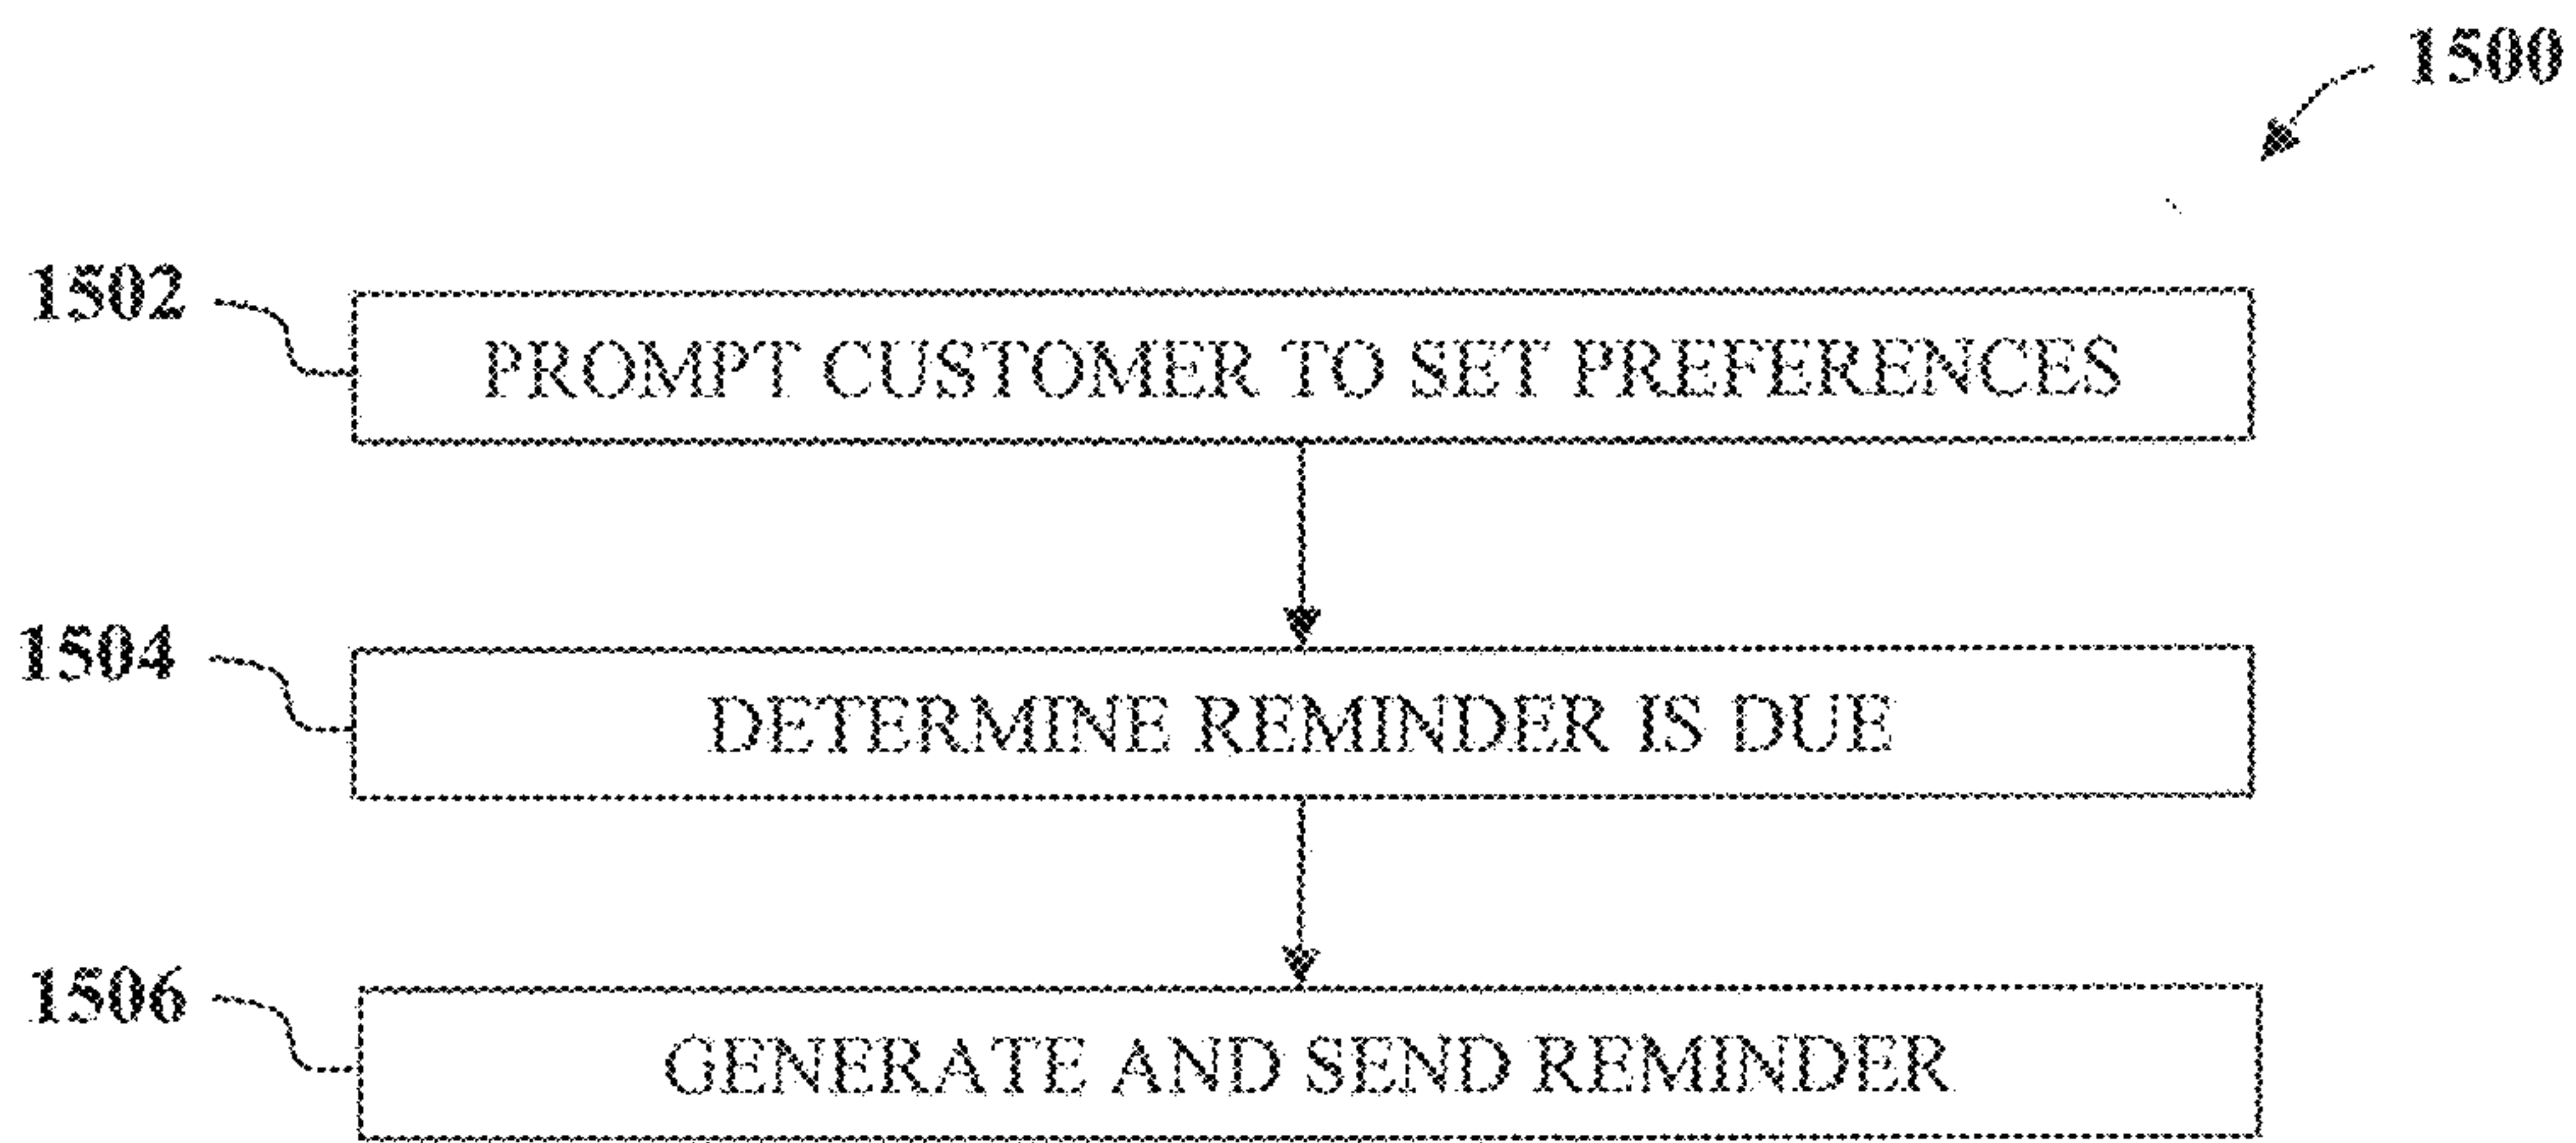 1500
1502
PROMPT CUSTOMER TO SET PREFERENCES
1504
DETERMINE REMINDER IS DUE
1506
GENERATE AND SEND REMINDER